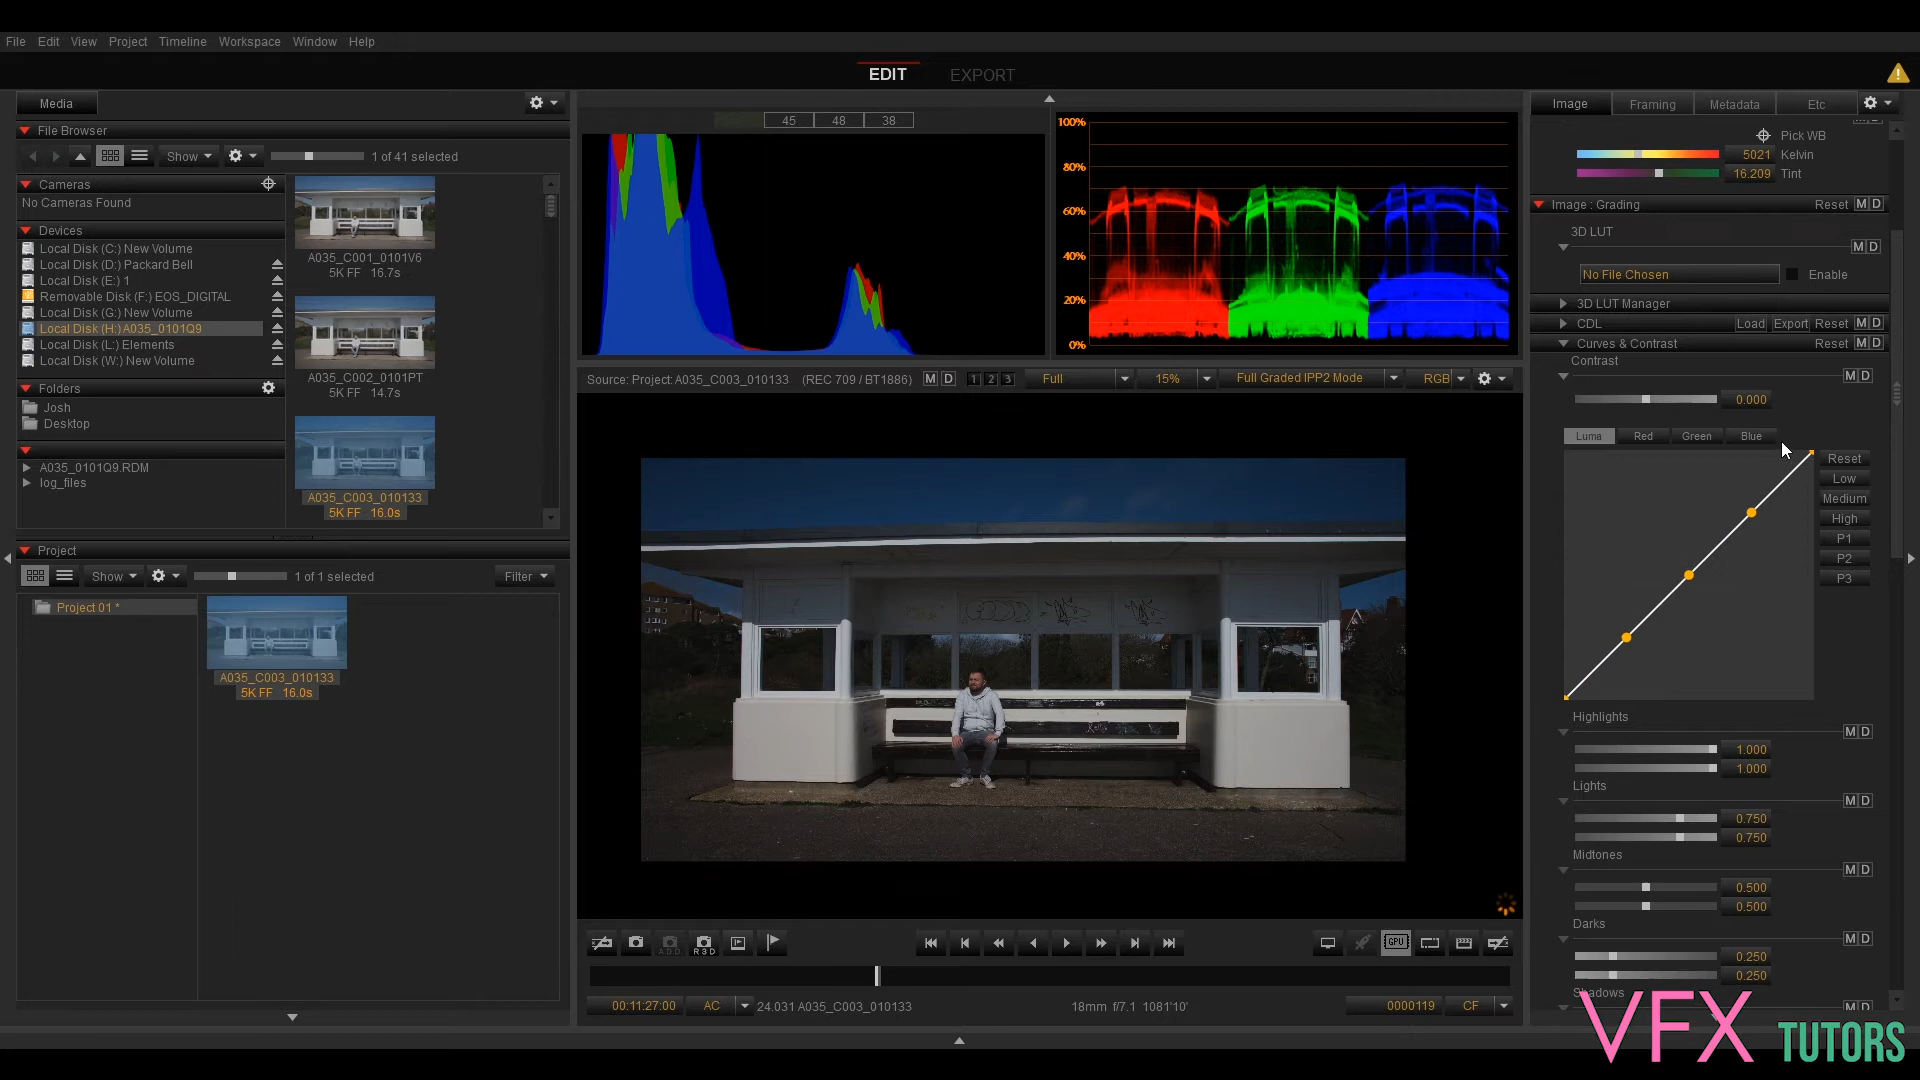 File Edit View Project Timeline Workspace Window Help
EDIT EXPORT
Media
File Browser
Show 1 of 41 selected
Cameras
No Cameras Found
Devices
Local Disk (C:) New Volume
Local Disk (D:) Packard Bell
Local Disk (E:) 1
Removable Disk (F:) EOS_DIGITAL
Local Disk (G:) New Volume
Local Disk (H:) A035_0101Q9
Local Disk (L:) Elements
Local Disk (W:) New Volume
Folders
Josh
Desktop
A035_0101Q9.RDM
log_files
A035_C001_0101V6
5K FF 16.7s
A035_C002_0101PT
5K FF 14.7s
A035_C003_010133
5K FF 16.0s
Project
Show 1 of 1 selected Filter
Project 01 *
A035_C003_010133
5K FF 16.0s
45 48 38
100%
80%
60%
40%
20%
0%
Source: Project: A035_C003_010133 (REC 709 / BT1886) M D 1 2 3 Full 15% Full Graded IPP2 Mode RGB
ADD
R3D
GPU
00:11:27:00 AC 24.031 A035_C003_010133 18mm f/7.1 1081'10' 0000119 CF
Image Framing Metadata Etc
Pick WB
5021 Kelvin
16.209 Tint
Image : Grading Reset M D
3D LUT
M D
No File Chosen Enable
3D LUT Manager
CDL Load Export Reset M D
Curves & Contrast Reset M D
Contrast
M D
0.000
Luma Red Green Blue
Reset
Low
Medium
High
P1
P2
P3
Highlights
M D
1.000
1.000
Lights
M D
0.750
0.750
Midtones
M D
0.500
0.500
Darks
M D
0.250
0.250
Shadows
M D
VFX TUTORS